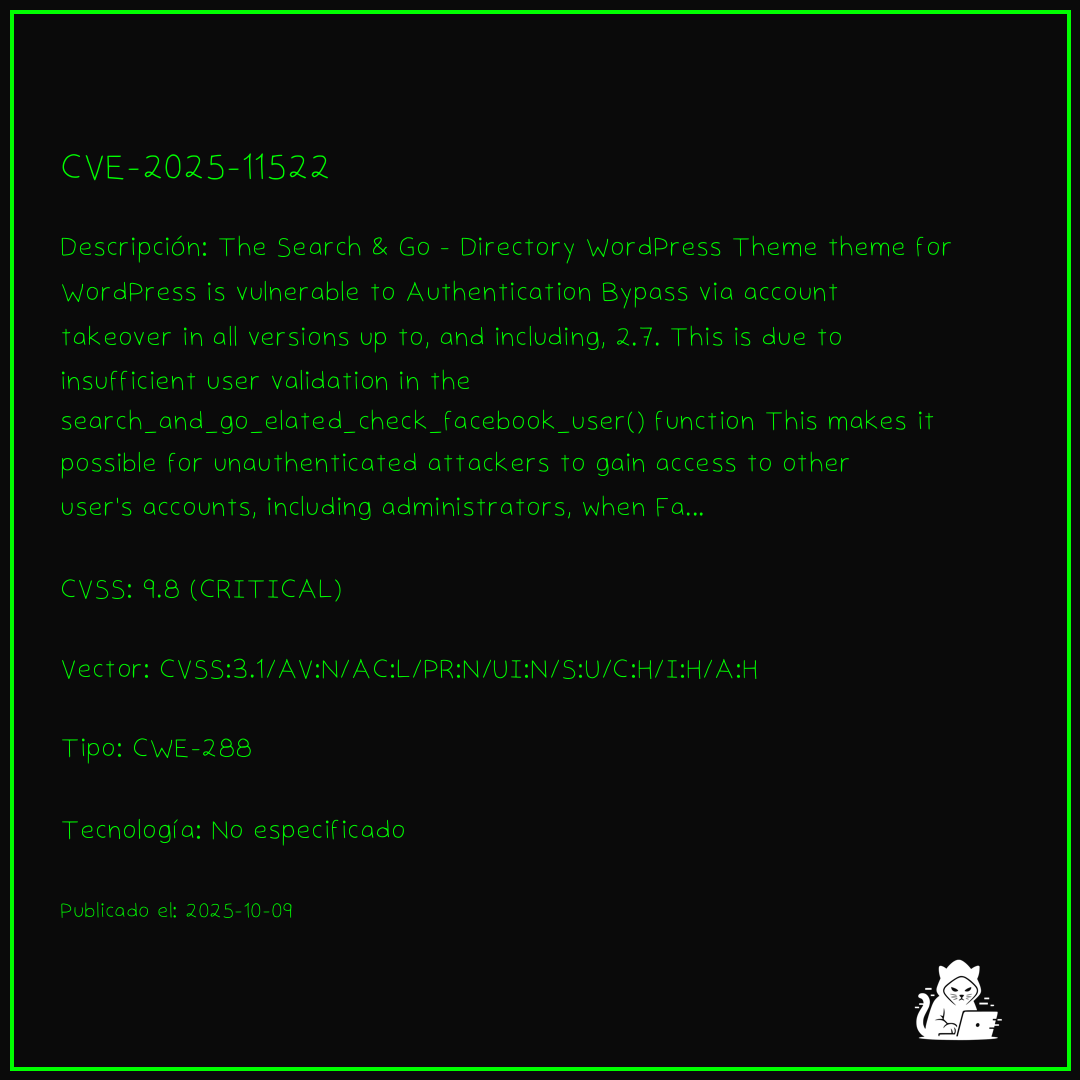 CVE-2025-11522
Descripción: The Search & Go - Directory WordPress Theme theme for
WordPress is vulnerable to Authentication Bypass via account
takeover in all versions up to, and including, 2.7. This is due to
insufficient user validation in the
search_and_go_elated_check_facebook_user() function This makes it
possible for unauthenticated attackers to gain access to other
user's accounts, including administrators, when Fa...
CVSS: 9.8 (CRITICAL)
Vector: CVSS:3.1/AV:N/AC:L/PR:N/UI:N/S:U/C:H/I:H/A:H
Tipo: CWE-288
Tecnología: No especificado
Publicado el: 2025-10-09